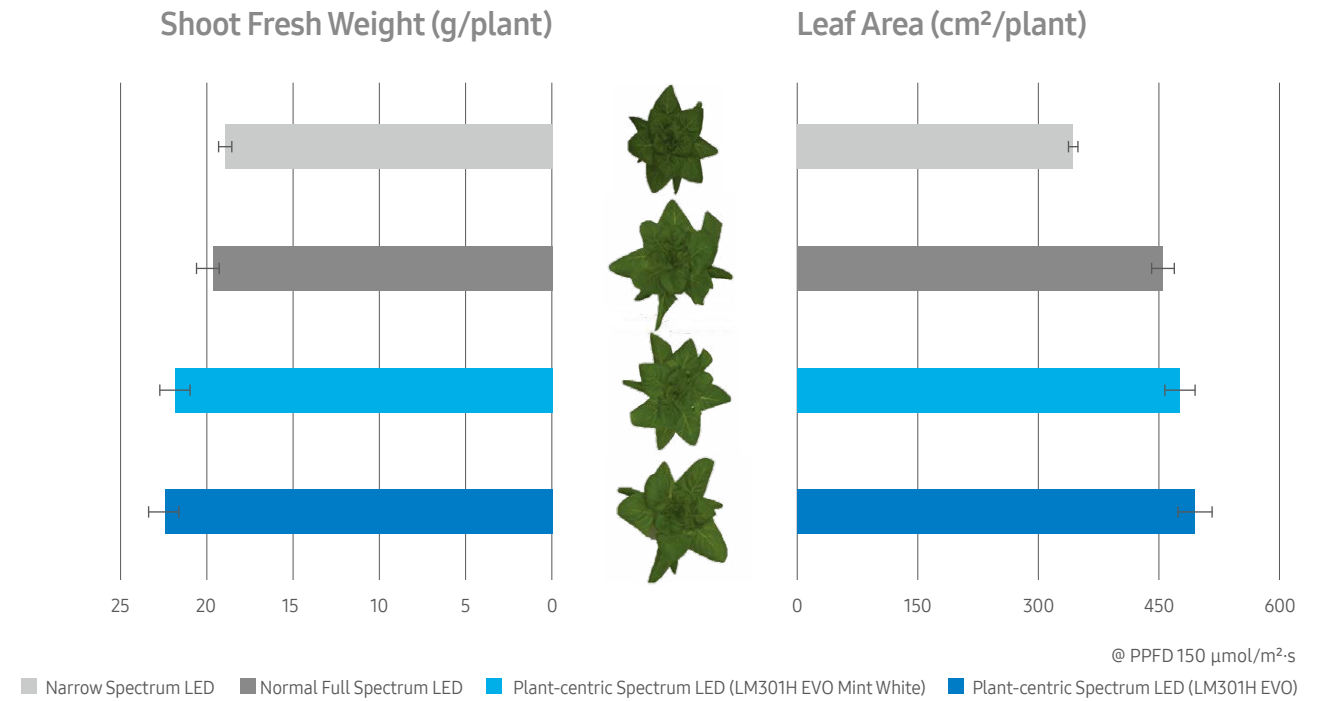 Shoot Fresh Weight (g/plant)
Leaf Area (cm²/plant)
25 20 15 10 5 0
0 150 300 450 600
@ PPFD 150 μmol/m²·s
Narrow Spectrum LED Normal Full Spectrum LED Plant-centric Spectrum LED (LM301H EVO Mint White) Plant-centric Spectrum LED (LM301H EVO)